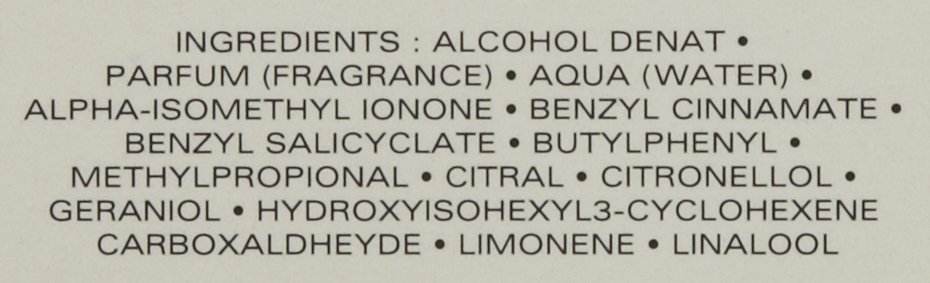 INGREDIENTS : ALCOHOL DENAT •
PARFUM (FRAGRANCE) • AQUA (WATER) •
ALPHA-ISOMETHYL IONONE • BENZYL CINNAMATE •
BENZYL SALICYCLATE • BUTYLPHENYL •
METHYLPROPIONAL • CITRAL • CITRONELLOL •
GERANIOL • HYDROXYISOHEXYL3-CYCLOHEXENE
CARBOXALDHEYDE • LIMONENE • LINALOOL